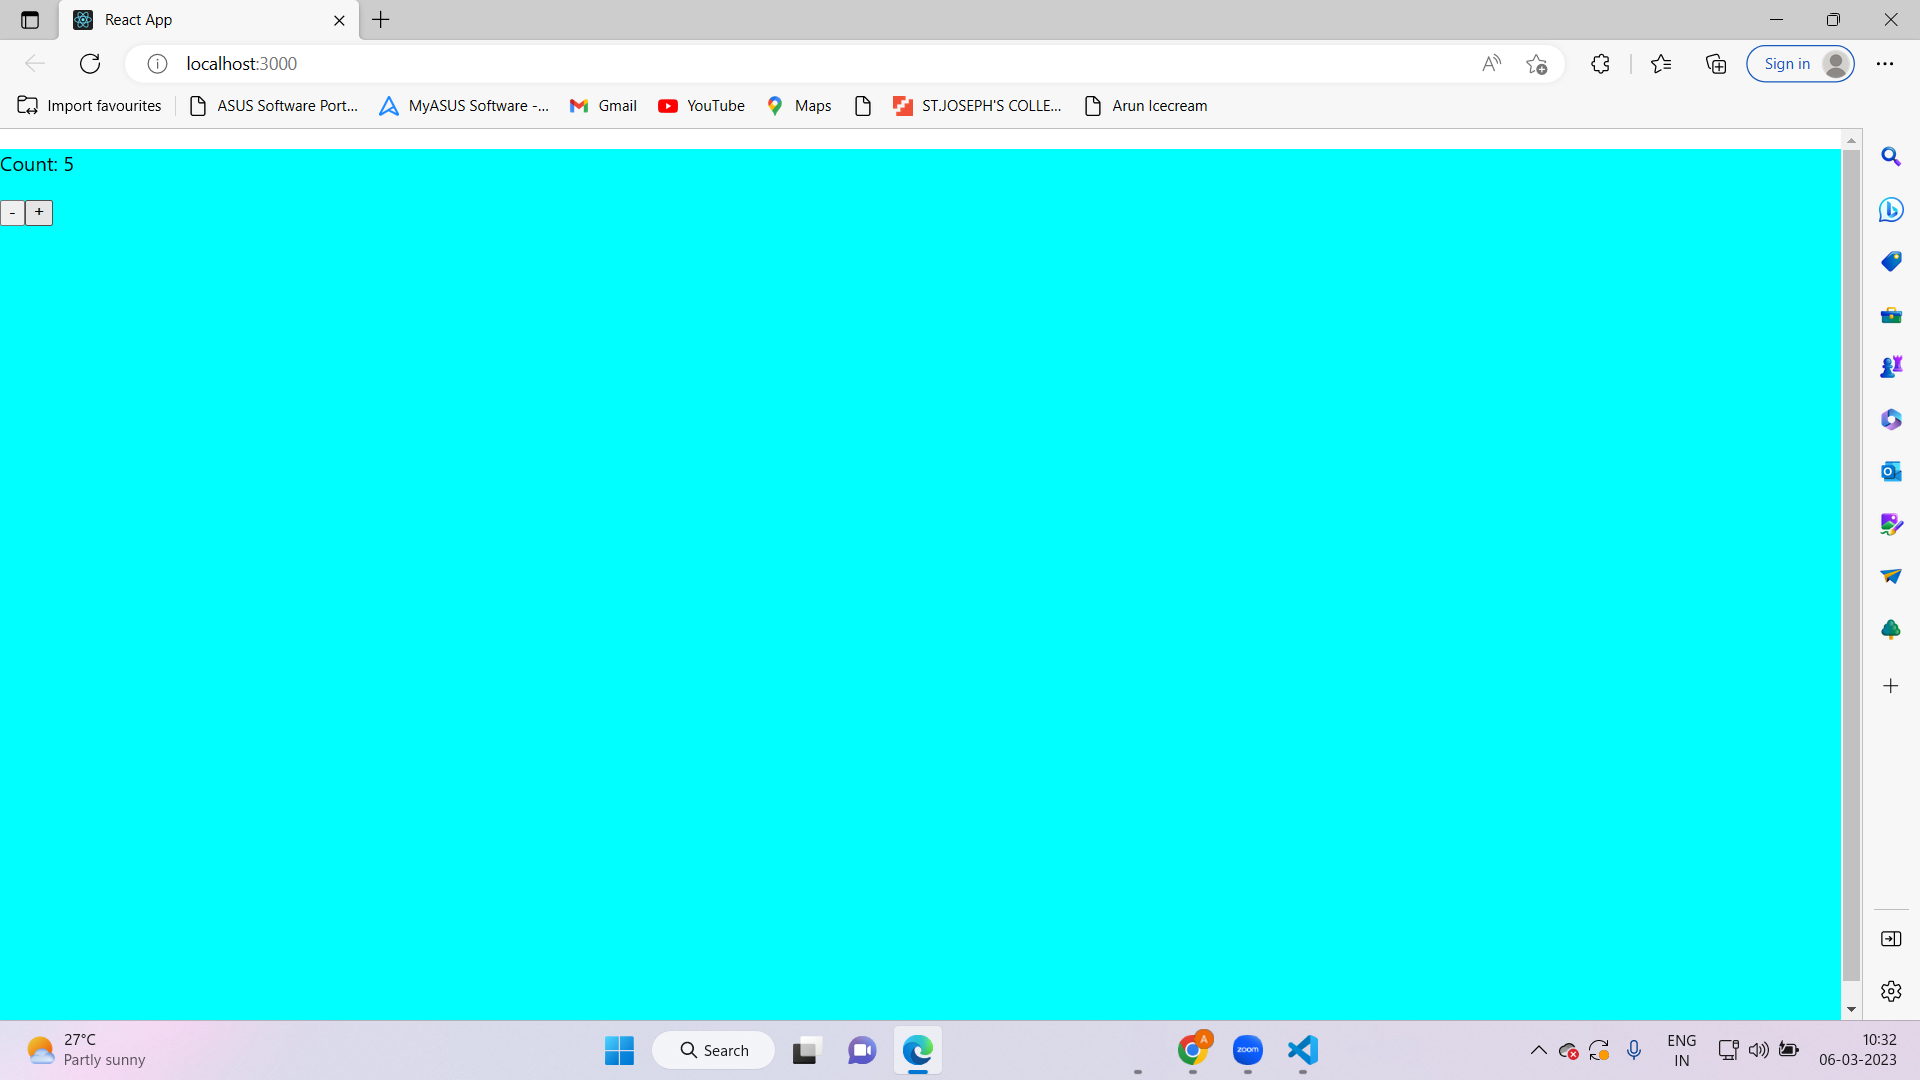 React App
localhost:3000
Sign in
Import favourites
ASUS Software Port...
MyASUS Software -...
Gmail
YouTube
Maps
ST.JOSEPH'S COLLE...
Arun Icecream
Count: 5
-
+
27°C
Partly sunny
Search
A
zoom
ENG
IN
10:32
06-03-2023